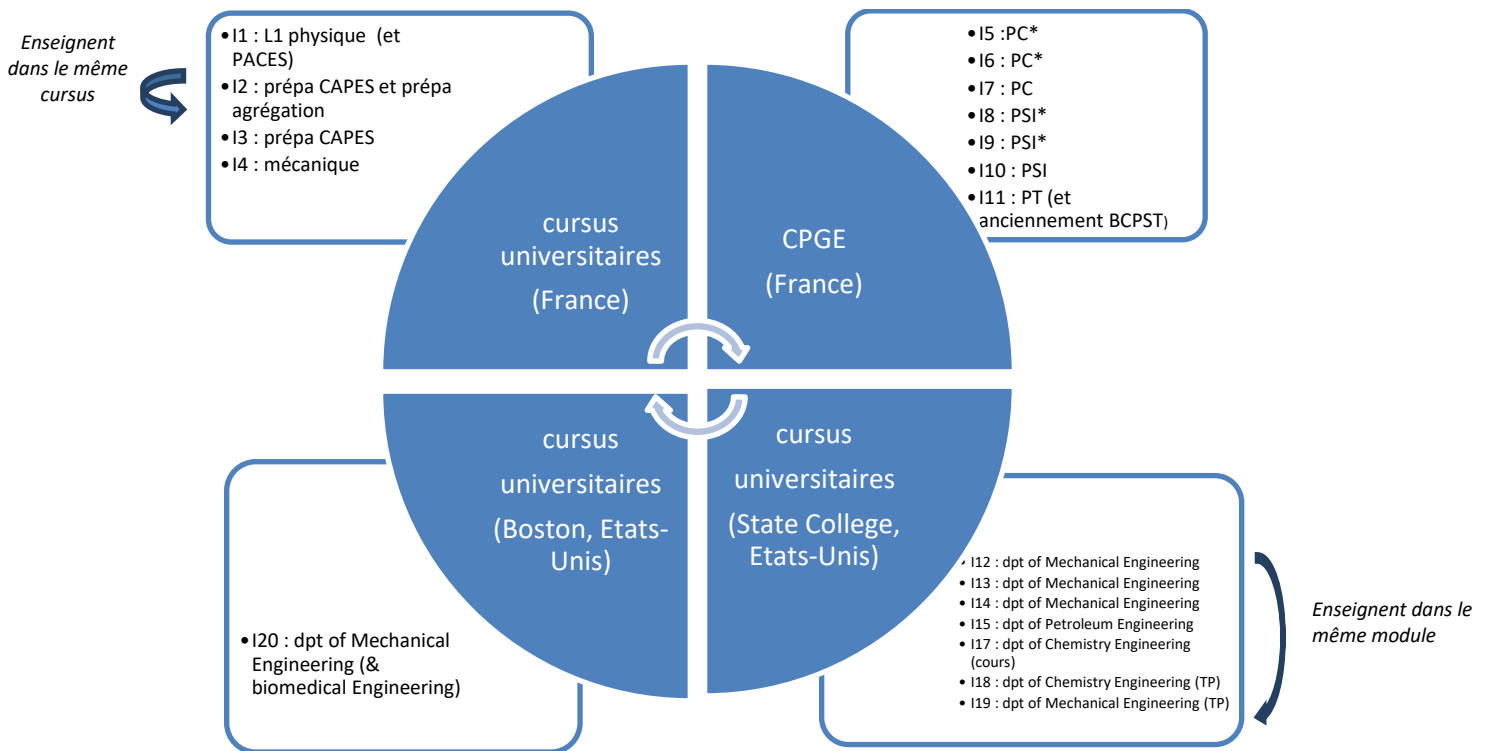 Enseignent
dans le même
cursus
•I1 : L1 physique (et
PACES)
•I2 : prépa CAPES et prépa
agrégation
•I3 : prépa CAPES
•I4 : mécanique
•I5 :PC*
•I6 : PC*
•I7 : PC
•I8 : PSI*
•I9 : PSI*
•I10 : PSI
•I11 : PT (et
anciennement BCPST)
cursus
universitaires
(France)
CPGE
(France)
cursus
universitaires
(Boston, Etats-
Unis)
cursus
universitaires
(State College,
Etats-Unis)
•I20 : dpt of Mechanical
Engineering (&
biomedical Engineering)
• I12 : dpt of Mechanical Engineering
• I13 : dpt of Mechanical Engineering
• I14 : dpt of Mechanical Engineering
• I15 : dpt of Petroleum Engineering
• I17 : dpt of Chemistry Engineering
(cours)
• I18 : dpt of Chemistry Engineering (TP)
• I19 : dpt of Mechanical Engineering (TP)
Enseignent dans le
même module